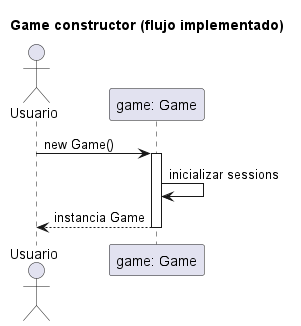 Game constructor (flujo implementado)
Usuario
game: Game
new Game()
inicializar sessions
instancia Game
Usuario
game: Game